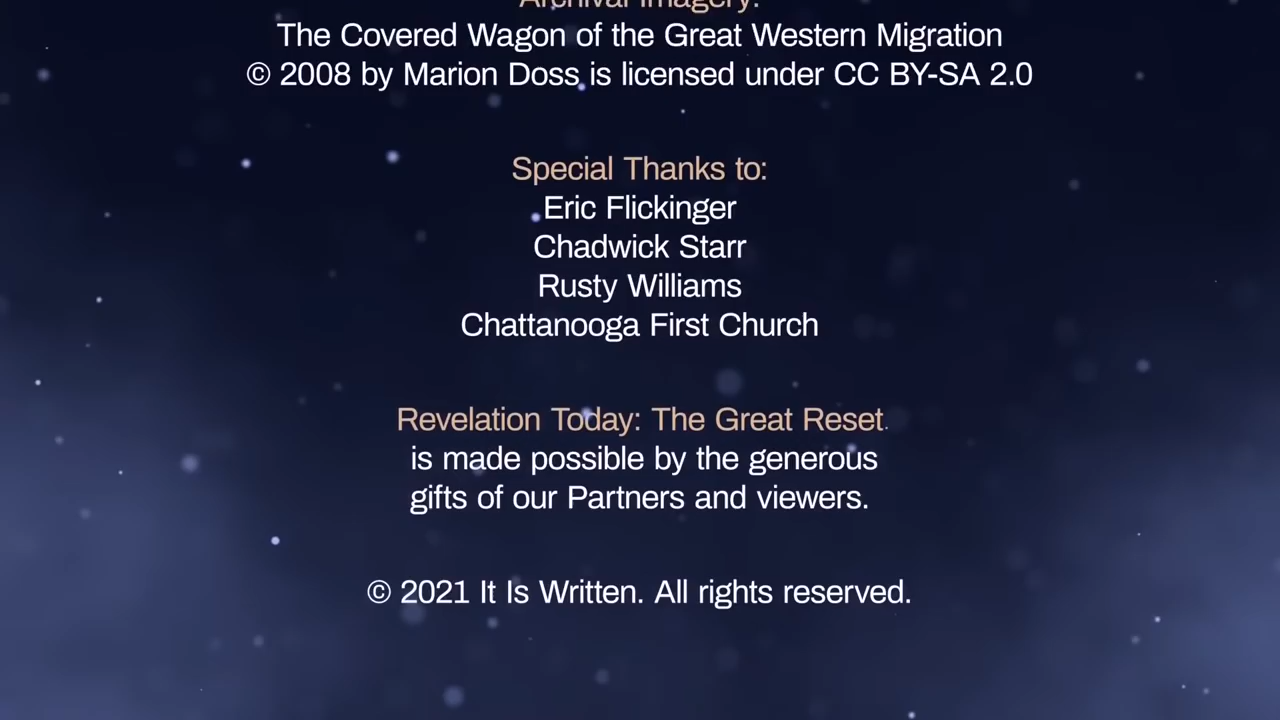 Archival Imagery:
The Covered Wagon of the Great Western Migration
© 2008 by Marion Doss is licensed under CC BY-SA 2.0
Special Thanks to:
Eric Flickinger
Chadwick Starr
Rusty Williams
Chattanooga First Church
Revelation Today: The Great Reset
is made possible by the generous
gifts of our Partners and viewers.
© 2021 It Is Written. All rights reserved.